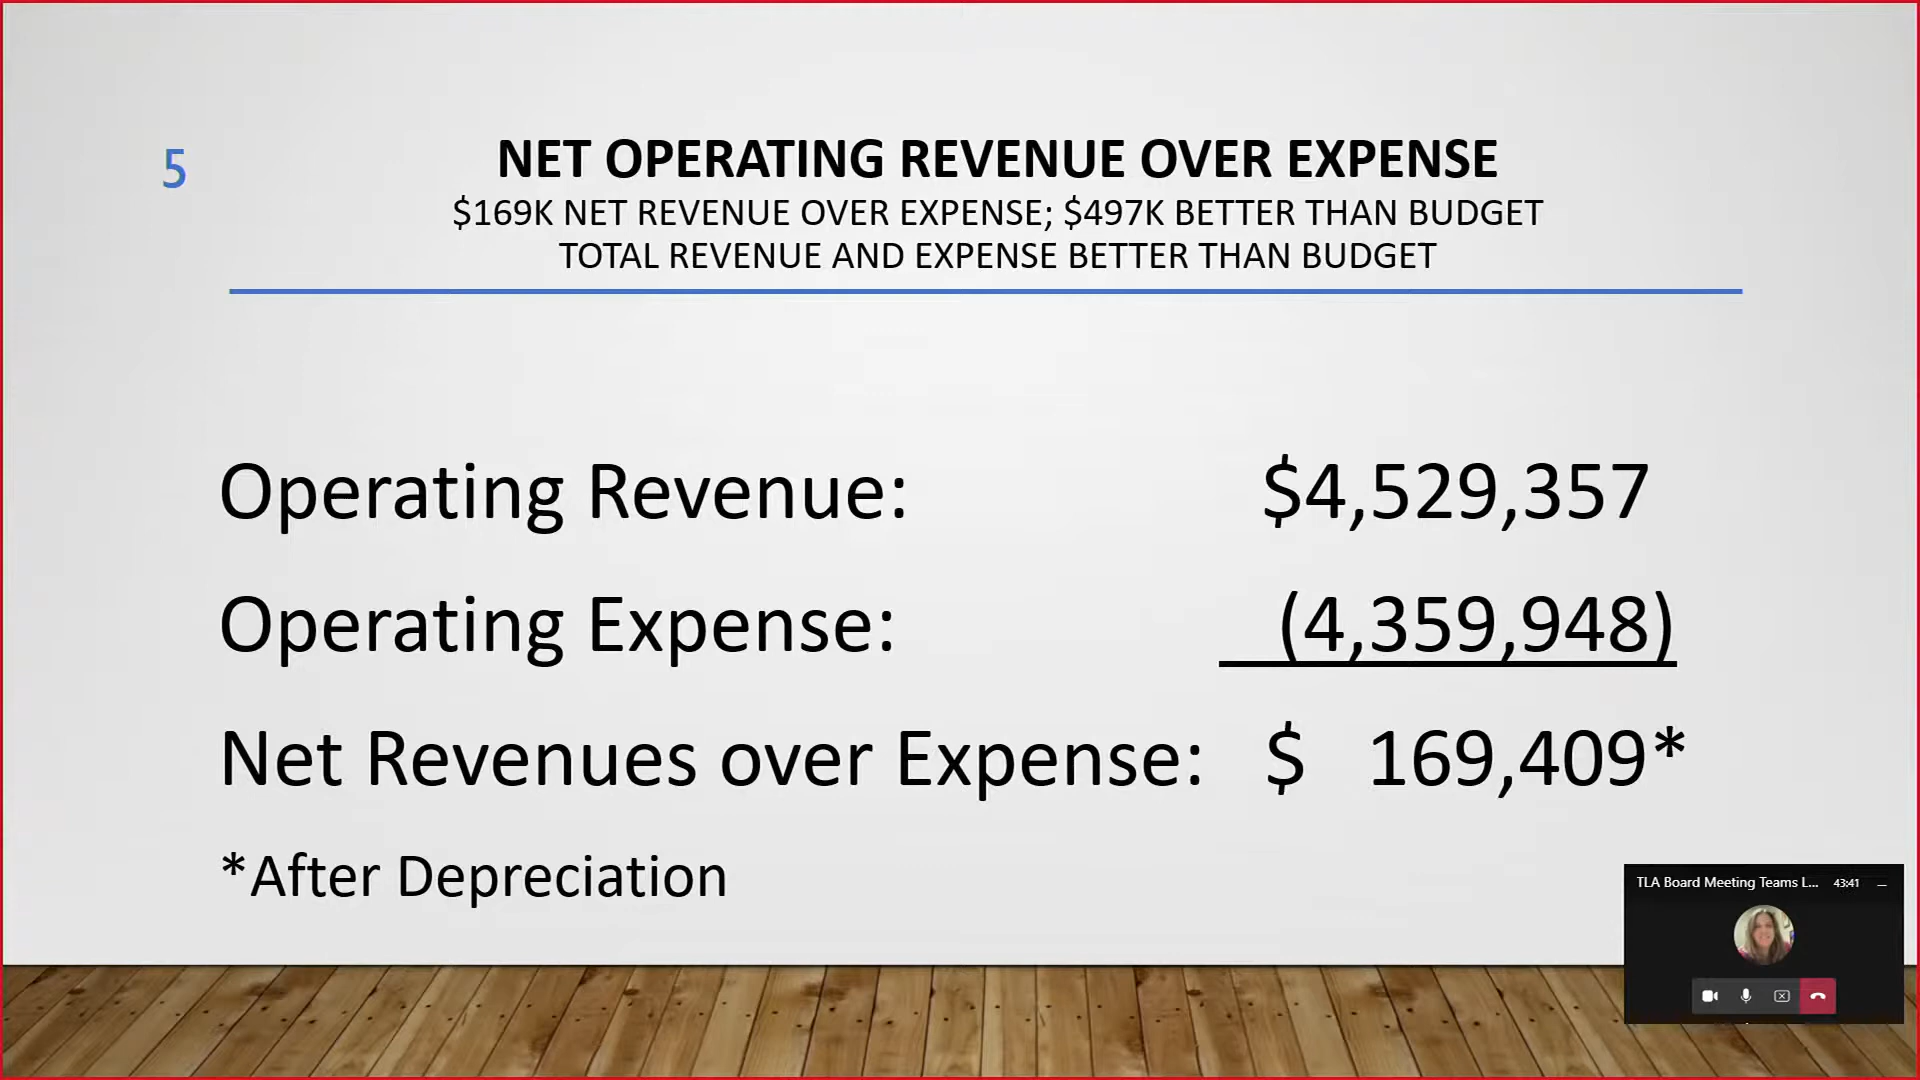 5
NET OPERATING REVENUE OVER EXPENSE
$169K NET REVENUE OVER EXPENSE; $497K BETTER THAN BUDGET
TOTAL REVENUE AND EXPENSE BETTER THAN BUDGET
Operating Revenue: $4,529,357
Operating Expense: (4,359,948)
Net Revenues over Expense: $ 169,409*
*After Depreciation
TLA Board Meeting Teams L... 43:41